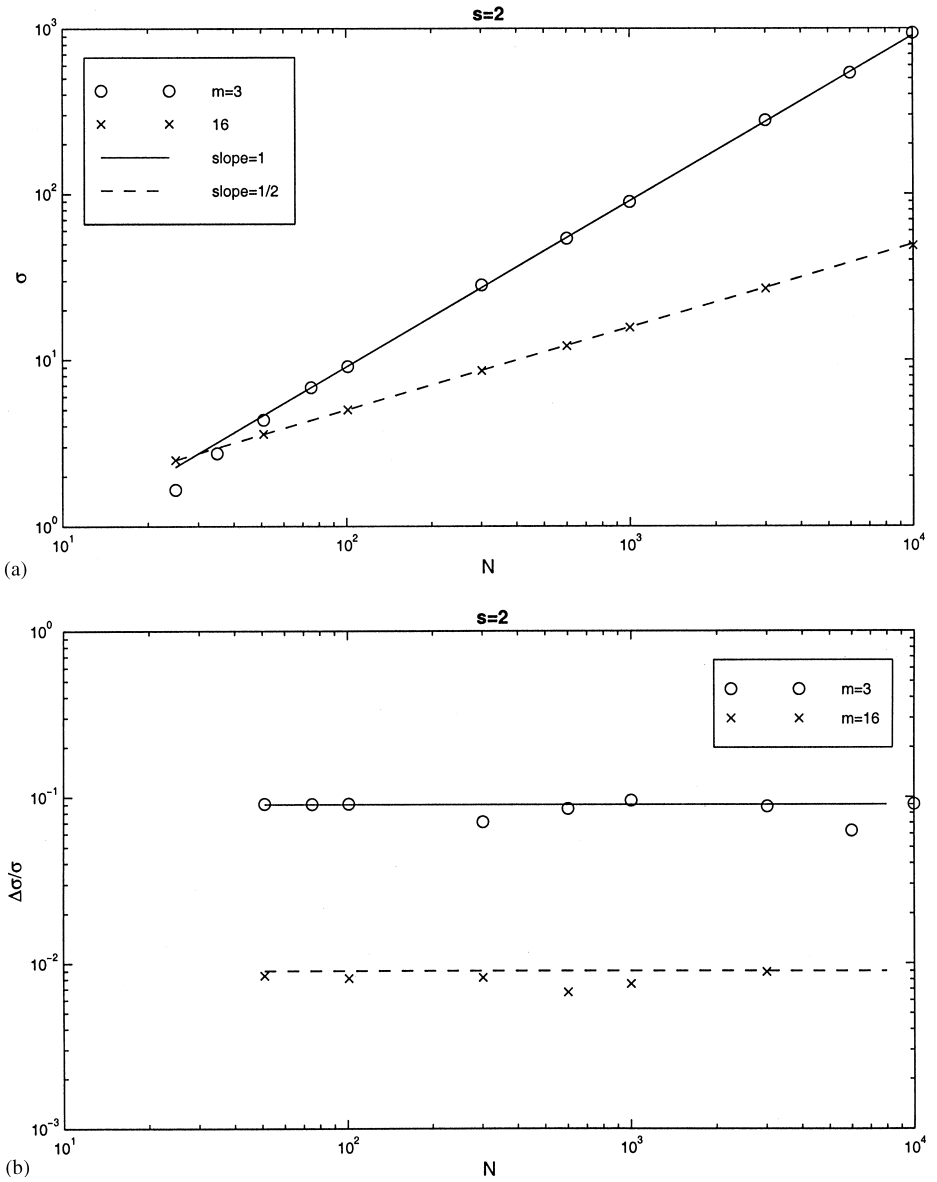 s=2
10³
10²
10¹
10⁰
σ
m=3
16
slope=1
slope=1/2
10¹
10²
10³
10⁴
N
(a)
s=2
10⁰
10⁻¹
10⁻²
10⁻³
Δσ/σ
m=3
m=16
10¹
10²
10³
10⁴
N
(b)